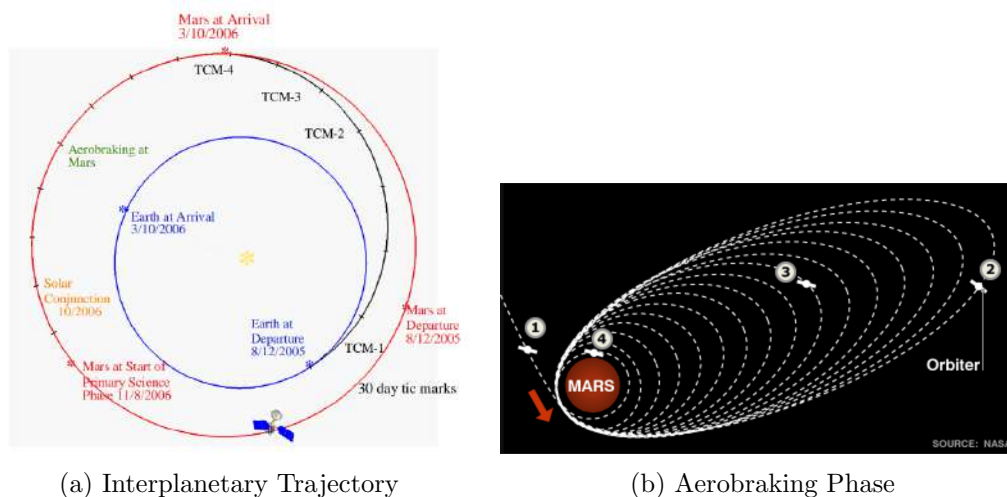 Mars at Arrival
3/10/2006
TCM-4
TCM-3
TCM-2
Aerobraking at
Mars
Earth at Arrival
3/10/2006
Solar
Conjunction
10/2006
Earth at
Departure
8/12/2005
Mars at
Departure
8/12/2005
TCM-1
Mars at Start of
Primary Science
Phase 11/8/2006
30 day tic marks
1
2
3
4
MARS
Orbiter
SOURCE: NASA
(a) Interplanetary Trajectory
(b) Aerobraking Phase